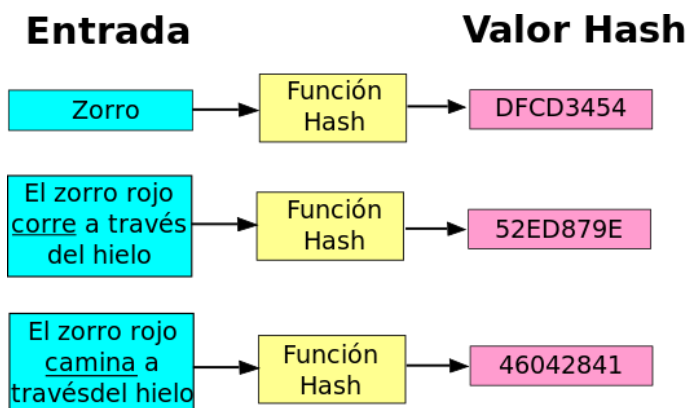 Entrada
Valor Hash
Zorro
Función
Hash
DFCD3454
El zorro rojo
corre a través
del hielo
Función
Hash
52ED879E
El zorro rojo
camina a
travésdel hielo
Función
Hash
46042841